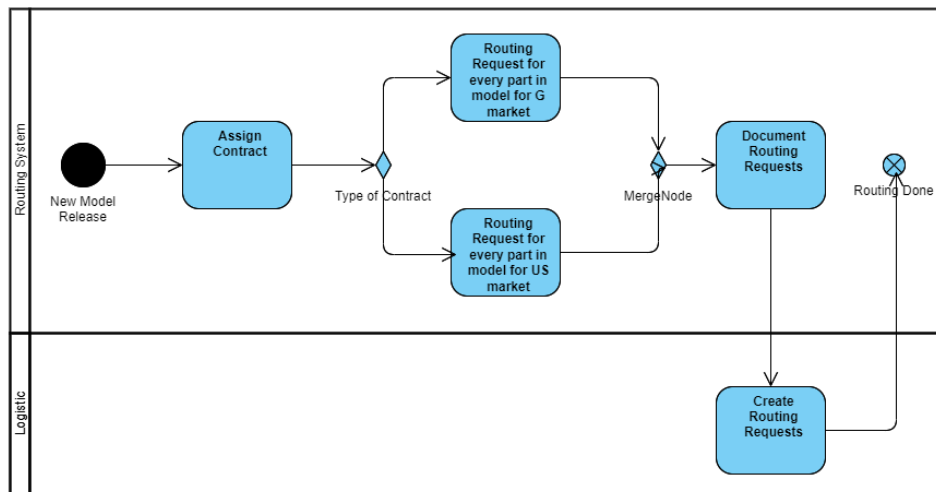 Routing System
New Model
Release
Assign
Contract
Type of Contract
Routing
Request for
every part in
model for G
market
Routing
Request for
every part in
model for US
market
MergeNode
Document
Routing
Requests
Routing Done
Logistic
Create
Routing
Requests